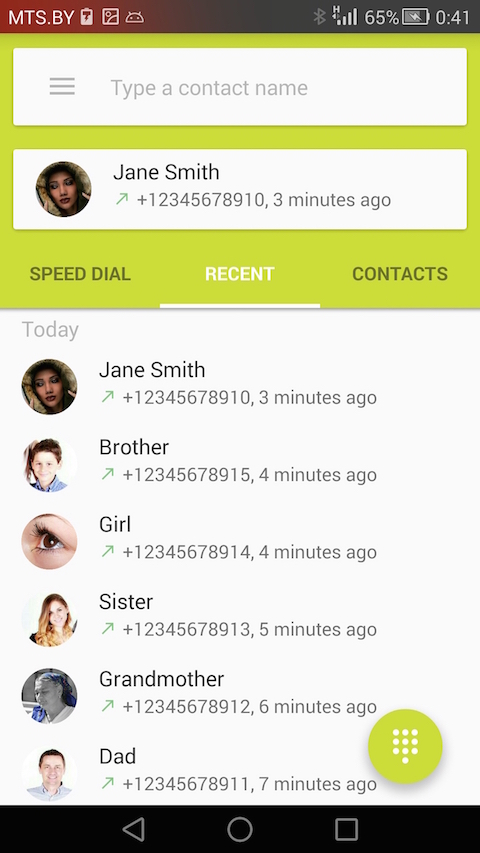 MTS.BY 65% 0:41
Type a contact name
Jane Smith
+12345678910, 3 minutes ago
SPEED DIAL RECENT CONTACTS
Today
Jane Smith
+12345678910, 3 minutes ago
Brother
+12345678915, 4 minutes ago
Girl
+12345678914, 4 minutes ago
Sister
+12345678913, 5 minutes ago
Grandmother
+12345678912, 6 minutes ago
Dad
+12345678911, 7 minutes ago